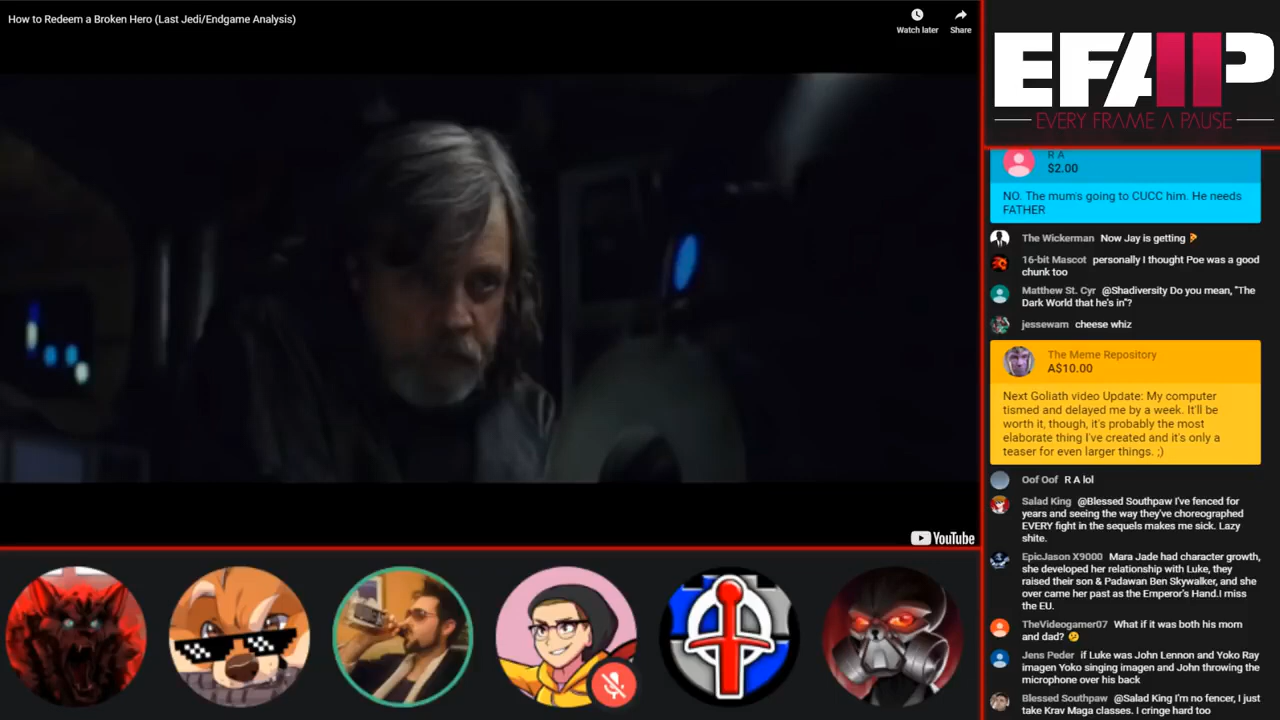 How to Redeem a Broken Hero (Last Jedi/Endgame Analysis)
Watch later
Share
YouTube
EFAP
EVERY FRAME A PAUSE
R A
$2.00
NO. The mum's going to CUCC him. He needs
FATHER
The Wickerman Now Jay is getting 🍕
16-bit Mascot personally I thought Poe was a good
chunk too
Matthew St. Cyr @Shadiversity Do you mean, "The
Dark World that he's in"?
jessewam cheese whiz
The Meme Repository
A$10.00
Next Goliath video Update: My computer
tismed and delayed me by a week. It'll be
worth it, though, it's probably the most
elaborate thing I've created and it's only a
teaser for even larger things. ;)
Oof Oof R A lol
Salad King @Blessed Southpaw I've fenced for
years and seeing the way they've choreographed
EVERY fight in the sequels makes me sick. Lazy
shite.
EpicJason X9000 Mara Jade had character growth,
she developed her relationship with Luke, they
raised their son & Padawan Ben Skywalker, and she
over came her past as the Emperor's Hand.I miss
the EU.
TheVideogamer07 What if it was both his mom
and dad? 😕
Jens Peder if Luke was John Lennon and Yoko Ray
imagen Yoko singing imagen and John throwing the
microphone over his back
Blessed Southpaw @Salad King I'm no fencer, I just
take Krav Maga classes. I cringe hard too